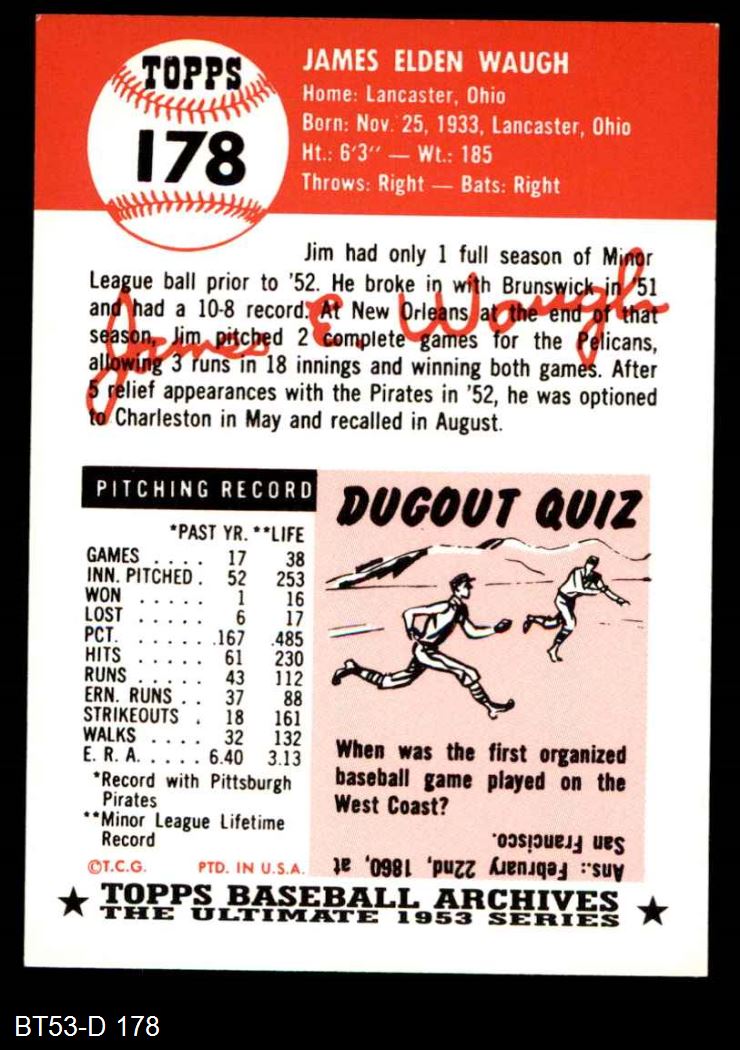 TOPPS
178
JAMES ELDEN WAUGH
Home: Lancaster, Ohio
Born: Nov. 25, 1933, Lancaster, Ohio
Ht.: 6'3" — Wt.: 185
Throws: Right — Bats: Right
Jim had only 1 full season of Minor
League ball prior to '52. He broke in with Brunswick in '51
and had a 10-8 record. At New Orleans at the end of that
season, Jim pitched 2 complete games for the Pelicans,
allowing 3 runs in 18 innings and winning both games. After
5 relief appearances with the Pirates in '52, he was optioned
to Charleston in May and recalled in August.
James E. Waugh
PITCHING RECORD
*PAST YR. **LIFE
GAMES . . . . 17 38
INN. PITCHED . 52 253
WON . . . . . 1 16
LOST . . . . . 6 17
PCT. . . . . . .167 .485
HITS . . . . . 61 230
RUNS . . . . . 43 112
ERN. RUNS . . 37 88
STRIKEOUTS . 18 161
WALKS . . . . 32 132
E. R. A. . . . . . 6.40 3.13
*Record with Pittsburgh
Pirates
**Minor League Lifetime
Record
©T.C.G. PTD. IN U.S.A.
DUGOUT QUIZ
When was the first organized
baseball game played on the
West Coast?
Ans.: February 22nd, 1860, at
San Francisco.
★ TOPPS BASEBALL ARCHIVES ★
THE ULTIMATE 1953 SERIES
BT53-D 178